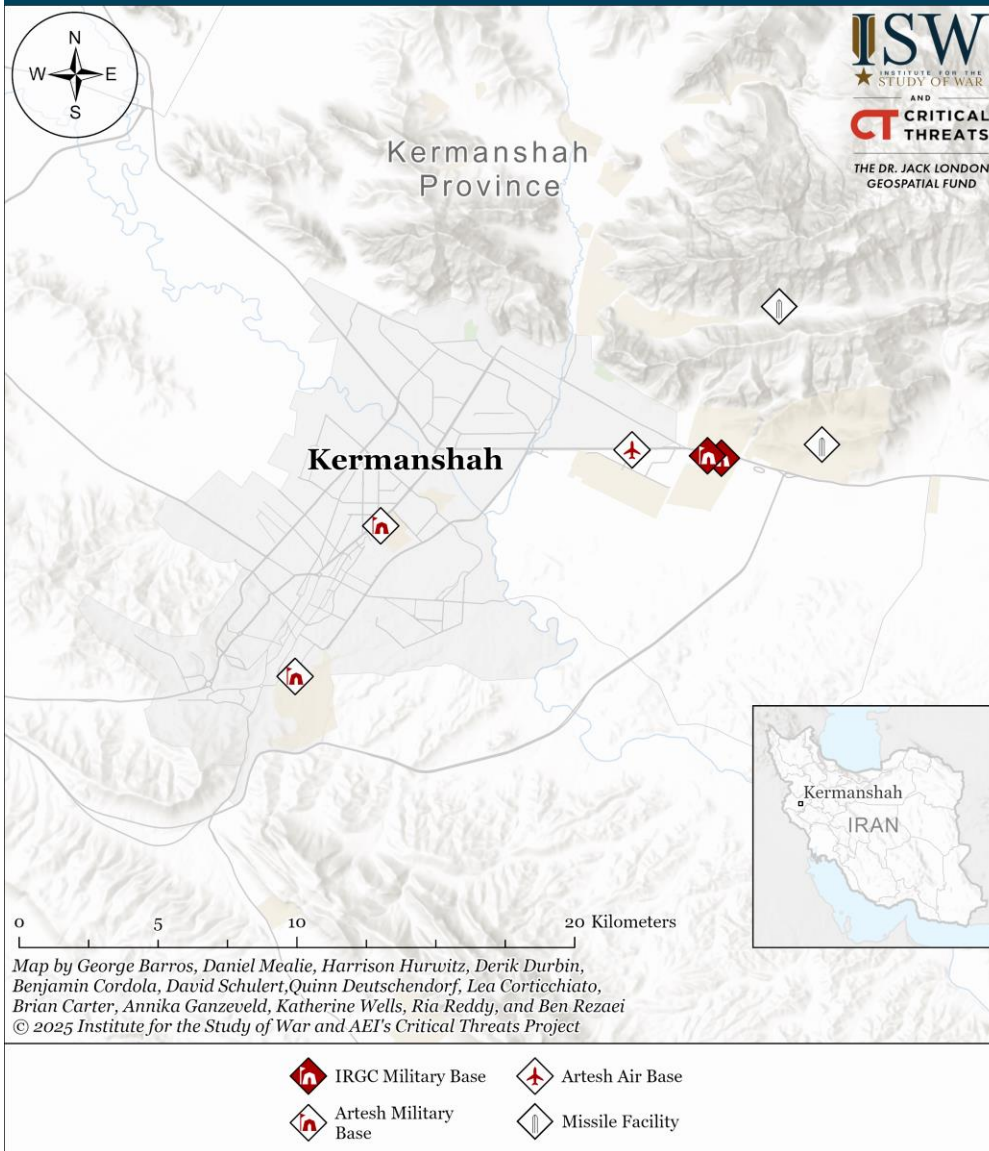 N
W E
S
ISW
INSTITUTE FOR THE
STUDY OF WAR
AND
CT CRITICAL
THREATS
THE DR. JACK LONDON
GEOSPATIAL FUND
Kermanshah
Province
Kermanshah
Kermanshah
IRAN
0 5 10 20 Kilometers
Map by George Barros, Daniel Mealie, Harrison Hurwitz, Derik Durbin,
Benjamin Cordola, David Schulert,Quinn Deutschendorf, Lea Corticchiato,
Brian Carter, Annika Ganzeveld, Katherine Wells, Ria Reddy, and Ben Rezaei
© 2025 Institute for the Study of War and AEI's Critical Threats Project
IRGC Military Base
Artesh Air Base
Artesh Military
Base
Missile Facility